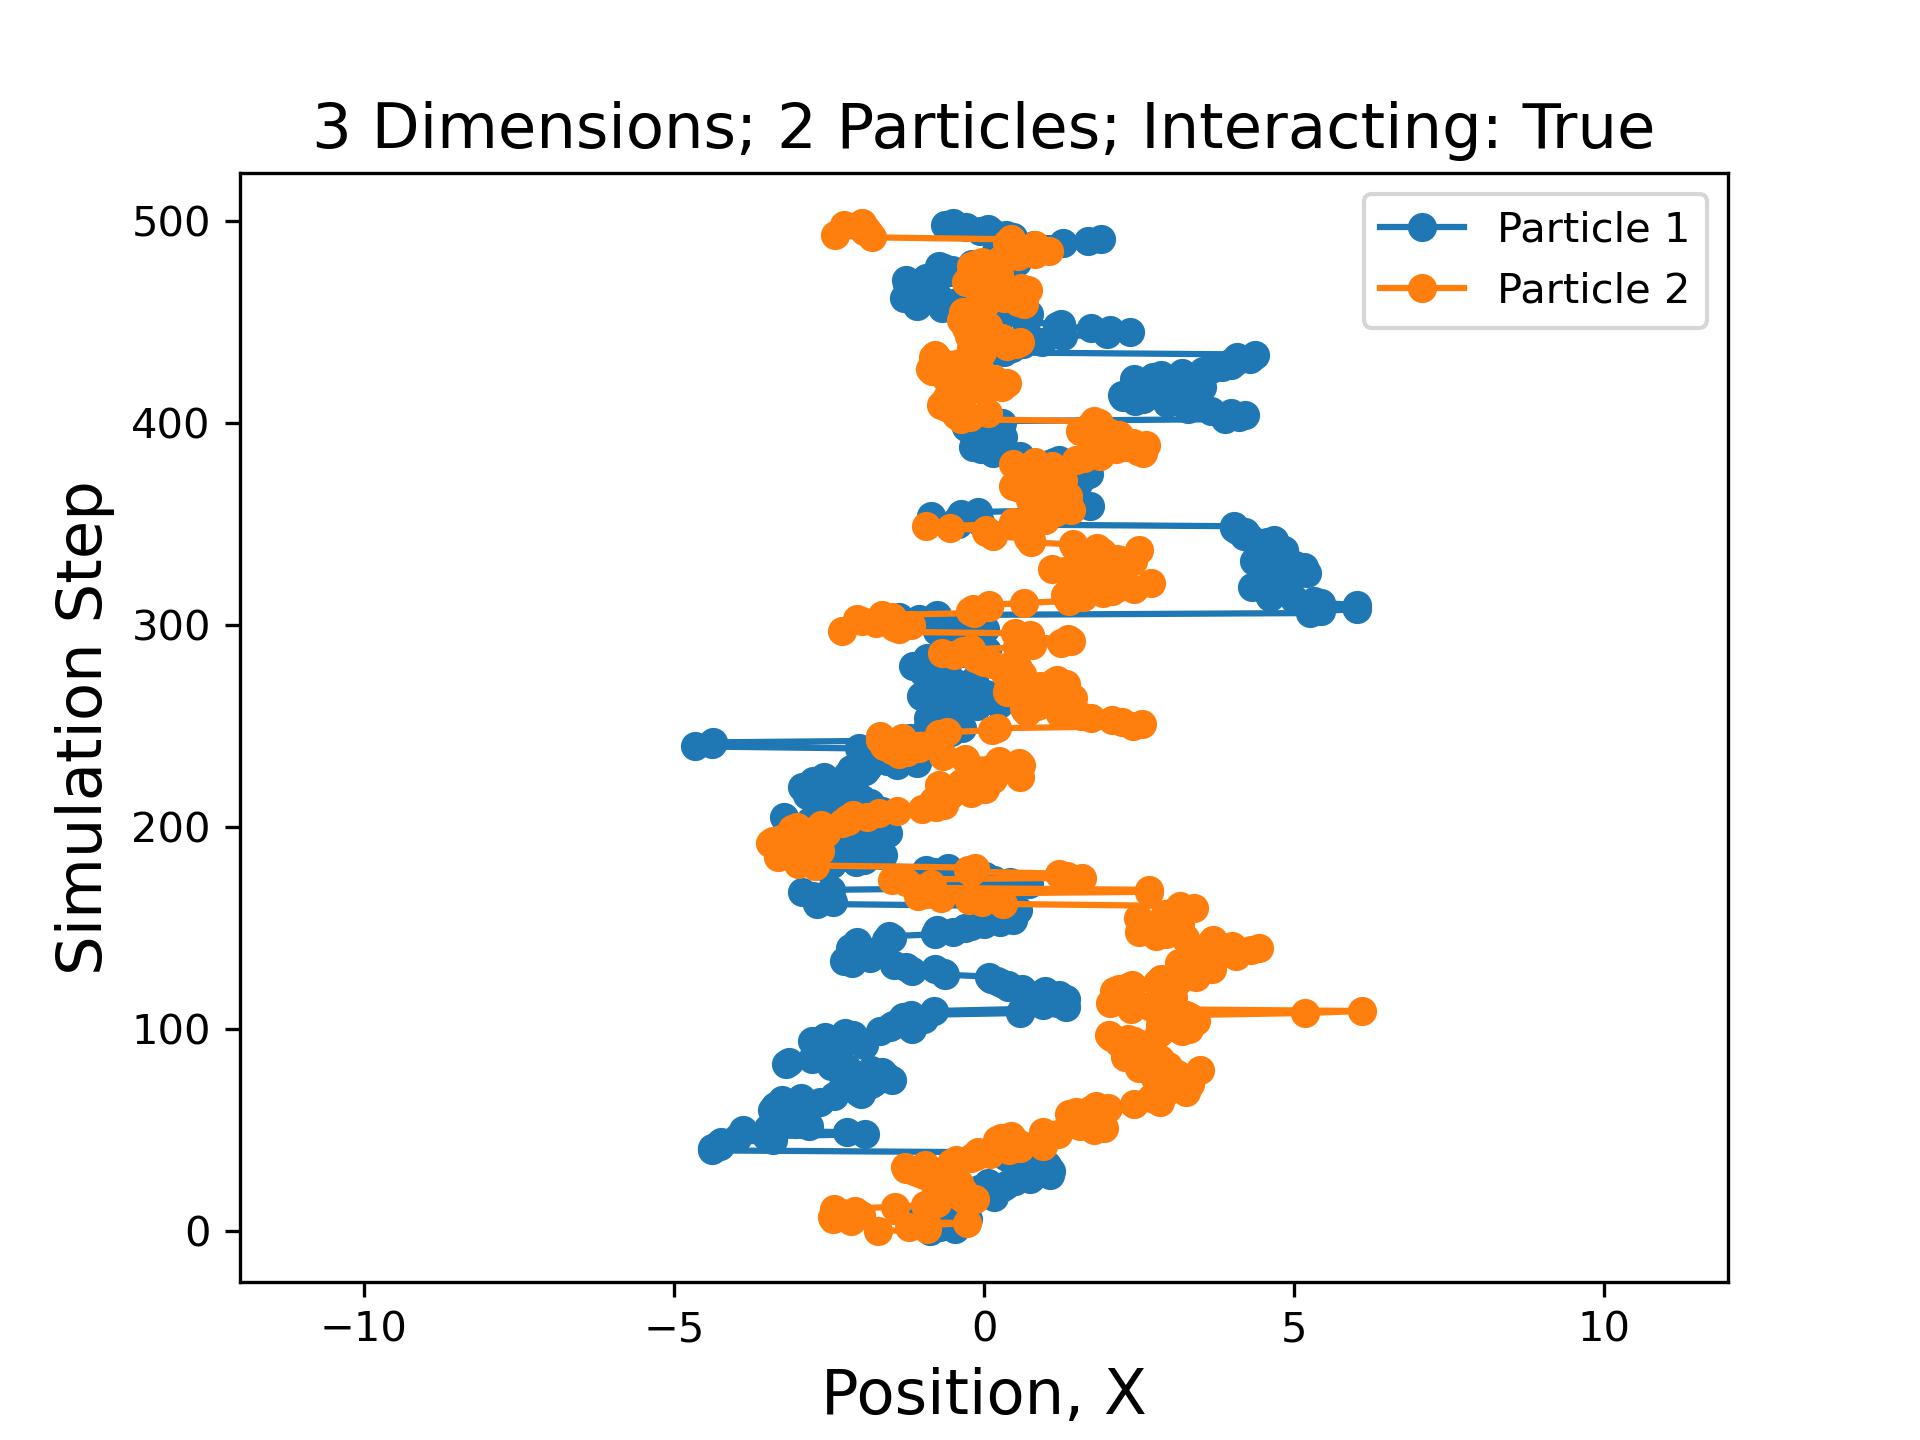 3 Dimensions; 2 Particles; Interacting: True
Particle 1
Particle 2
500
400
300
200
100
0
Simulation Step
−10
−5
0
5
10
Position, X